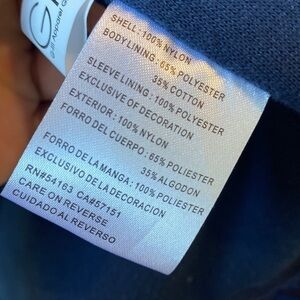 SHELL: 100% NYLON
BODY LINING: 65% POLYESTER
35% COTTON
SLEEVE LINING: 100% POLYESTER
EXCLUSIVE OF DECORATION
EXTERIOR: 100% NYLON
FORRO DEL CUERPO: 65% POLIESTER
35% ALGODON
FORRO DE LA MANGA: 100% POLIESTER
EXCLUSIVO DE LA DECORACION
RN#54163 CA#57151
CARE ON REVERSE
CUIDADO AL REVERSO